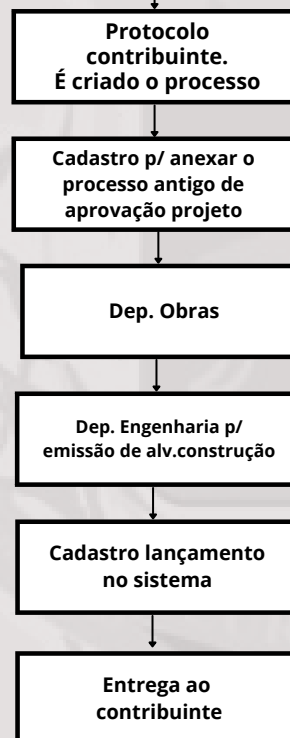 Protocolo
contribuinte.
É criado o processo
Cadastro p/ anexar o
processo antigo de
aprovação projeto
Dep. Obras
Dep. Engenharia p/
emissão de alv.construção
Cadastro lançamento
no sistema
Entrega ao
contribuinte